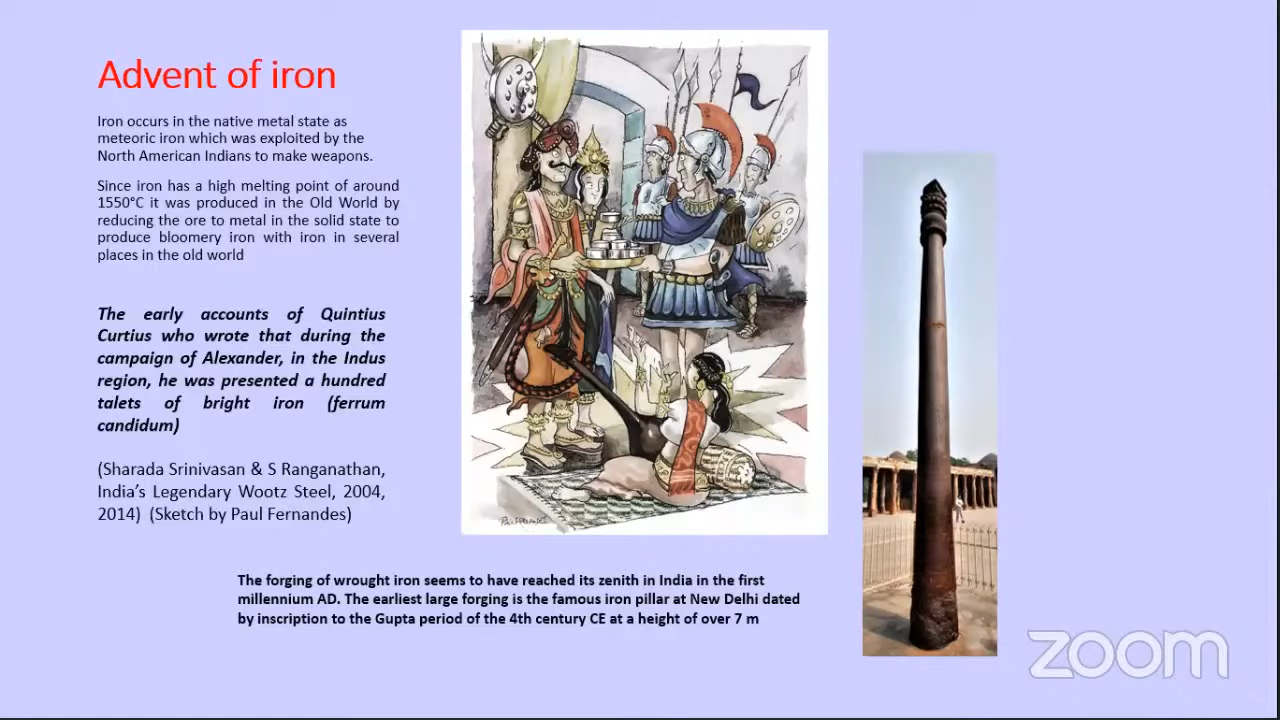 Advent of iron
Iron occurs in the native metal state as
meteoric iron which was exploited by the
North American Indians to make weapons.
Since iron has a high melting point of around
1550°C it was produced in the Old World by
reducing the ore to metal in the solid state to
produce bloomery iron with iron in several
places in the old world
The early accounts of Quintius
Curtius who wrote that during the
campaign of Alexander, in the Indus
region, he was presented a hundred
talets of bright iron (ferrum
candidum)
(Sharada Srinivasan & S Ranganathan,
India's Legendary Wootz Steel, 2004,
2014) (Sketch by Paul Fernandes)
The forging of wrought iron seems to have reached its zenith in India in the first
millennium AD. The earliest large forging is the famous iron pillar at New Delhi dated
by inscription to the Gupta period of the 4th century CE at a height of over 7 m
zoom